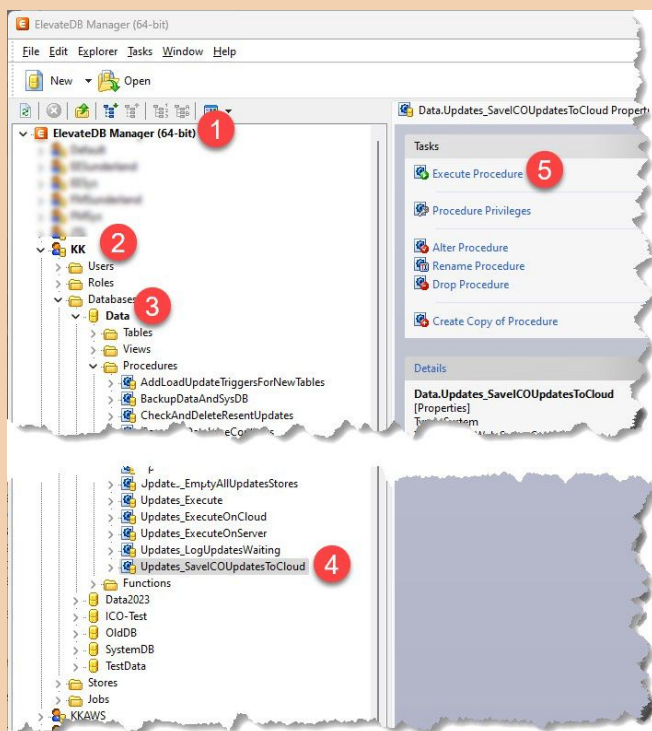 ElevateDB Manager (64-bit)
File Edit Explorer Tasks Window Help
New Open
ElevateDB Manager (64-bit) 1
KK 2
Users
Roles
Databases 3
Data
Tables
Views
Procedures
AddLoadUpdateTriggersForNewTables
BackupDataAndSysDB
CheckAndDeleteResentUpdates
Updates_EmptyAllUpdatesStores
Updates_Execute
Updates_ExecuteOnCloud
Updates_ExecuteOnServer
Updates_LogUpdatesWaiting
Updates_SaveICOUpdatesToCloud 4
Functions
Data2023
ICO-Test
OldDB
SystemDB
TestData
Stores
Jobs
KKAWS
Data.Updates_SaveICOUpdatesToCloud
Tasks
Execute Procedure 5
Procedure Privileges
Alter Procedure
Rename Procedure
Drop Procedure
Create Copy of Procedure
Details
Data.Updates_SaveICOUpdatesToCloud
[Properties]